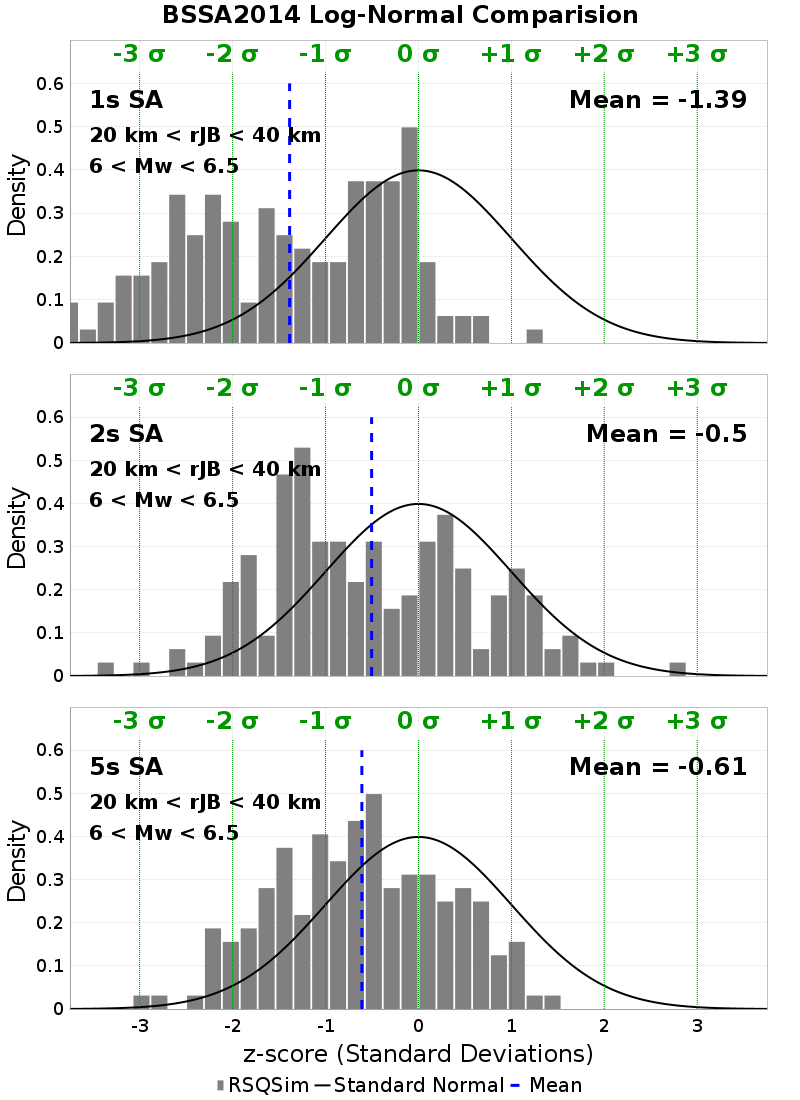 BSSA2014 Log-Normal Comparision
-3 σ -2 σ -1 σ 0 σ +1 σ +2 σ +3 σ
1s SA Mean = -1.39
20 km < rJB < 40 km
6 < Mw < 6.5
Density
0.6
0.5
0.4
0.3
0.2
0.1
0
-3 σ -2 σ -1 σ 0 σ +1 σ +2 σ +3 σ
2s SA Mean = -0.5
20 km < rJB < 40 km
6 < Mw < 6.5
Density
0.6
0.5
0.4
0.3
0.2
0.1
0
-3 σ -2 σ -1 σ 0 σ +1 σ +2 σ +3 σ
5s SA Mean = -0.61
20 km < rJB < 40 km
6 < Mw < 6.5
Density
0.6
0.5
0.4
0.3
0.2
0.1
0
-3 -2 -1 0 1 2 3
z-score (Standard Deviations)
RSQSim Standard Normal Mean